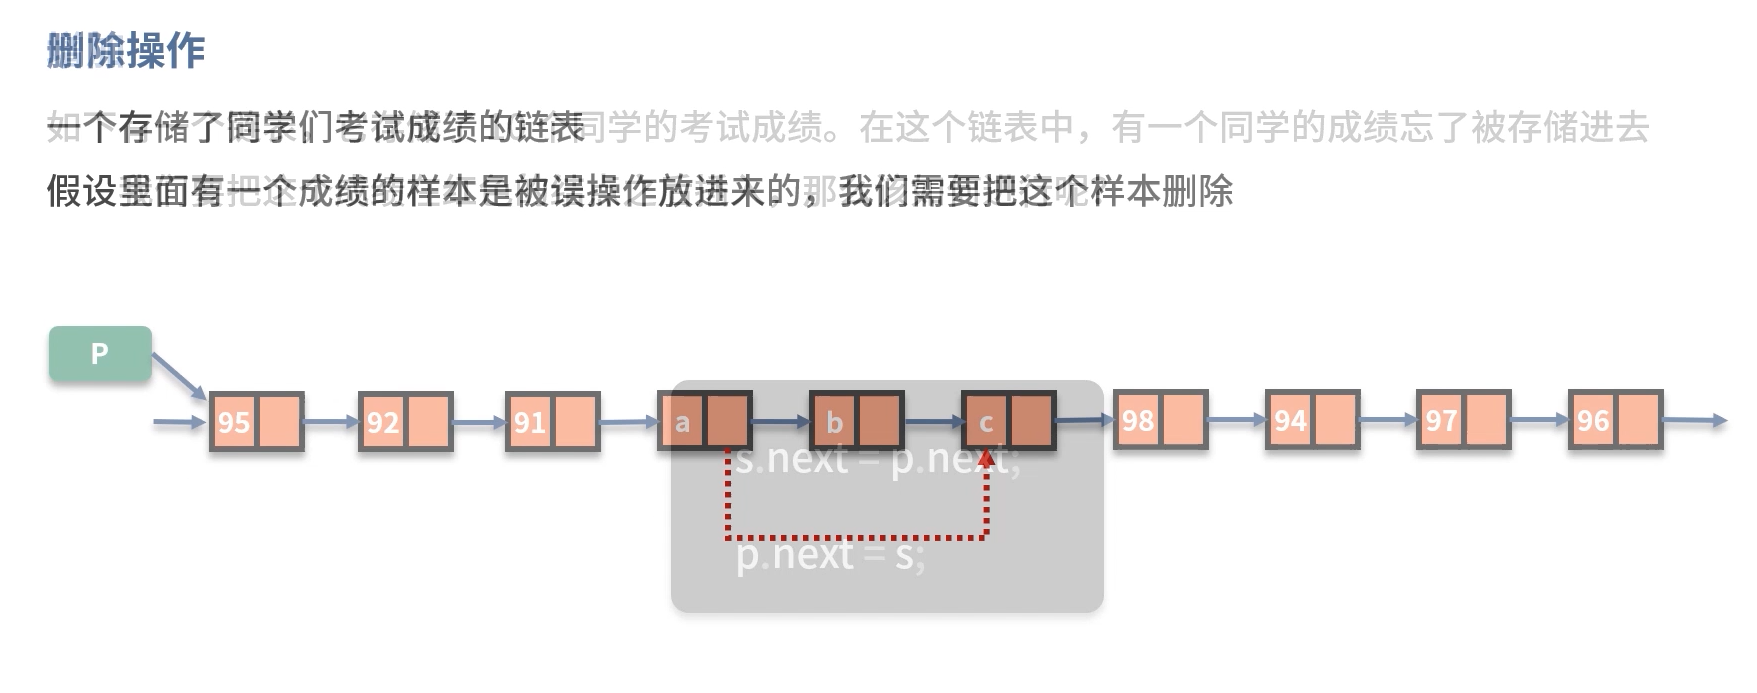 删除操作
一个存储了同学们考试成绩的链表
同学的考试成绩。在这个链表中，有一个同学的成绩忘了被存储进去
假设里面有一个成绩的样本是被误操作放进来的，我们需要把这个样本删除
P
95 92 91 a b c 98 94 97 96
s.next = p.next;
p.next = s;